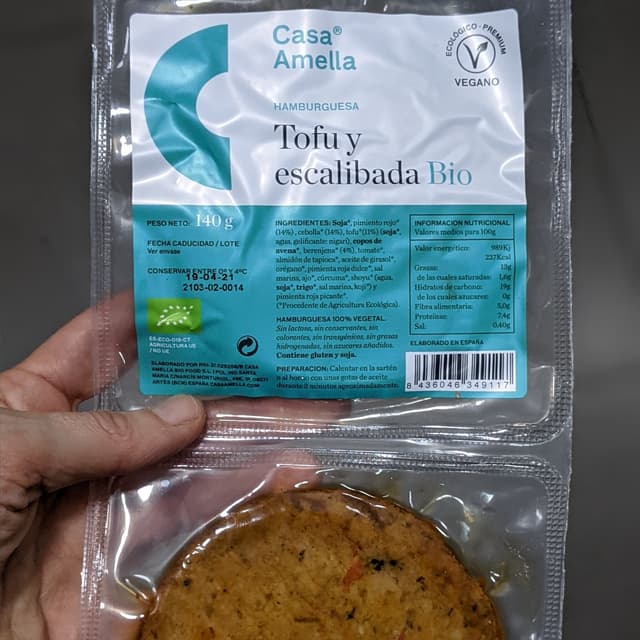 Casa®
Amella
ECOLÓGICO · PREMIUM
V
VEGANO
HAMBURGUESA
Tofu y
escalibada Bio
PESO NETO: 140 g
FECHA CADUCIDAD / LOTE
Ver envase
CONSERVAR ENTRE 0º Y 4ºC
19-04-21
2103-02-0014
ES-ECO-019-CT
AGRICULTURA UE
/ NO UE
AMELLA BIO FOOD S.L.
INGREDIENTES: Soja*, pimiento rojo*
(14%), cebolla* (14%), tofu*(11%) (soja*,
agua, gelificante: nigari), copos de
avena*, berenjena* (4%), tomate*,
almidón de tapioca*, aceite de girasol*,
orégano*, pimienta roja dulce*, sal
marina, ajo*, cúrcuma*, shoyu* (agua,
soja*, trigo*, sal marina, koji*) y
pimienta roja picante*.
(*Procedente de Agricultura Ecológica).
HAMBURGUESA 100% VEGETAL.
Sin lactosa, sin conservantes, sin
colorantes, sin transgénicos, sin grasas
hidrogenadas, sin azúcares añadidos.
Contiene gluten y soja.
PREPARACION: Calentar en la sartén
o al horno con unas gotas de aceite
durante 6 minutos aproximadamente.
INFORMACION NUTRICIONAL
Valores medios para 100g
Valor energético: 989Kj
237Kcal
Grasas: 13g
de las cuales saturadas: 1,6g
Hidratos de carbono: 19g
de los cuales azucares: 0g
Fibra alimentaria: 5,0g
Proteínas: 7,4g
Sal: 0,40g
ELABORADO EN ESPAÑA
8 436046 349117